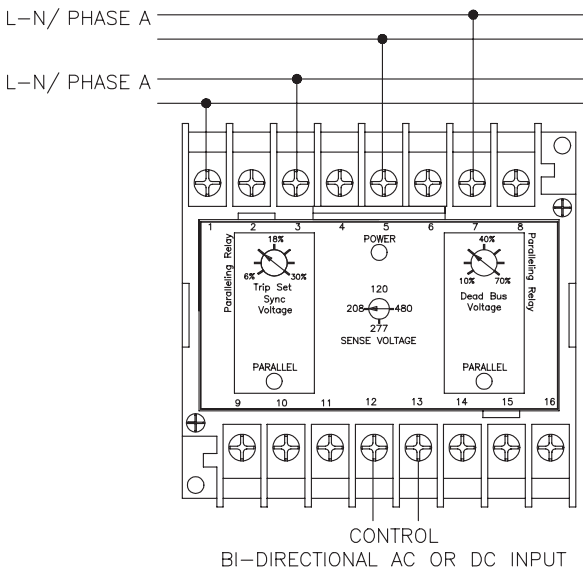 L-N/ PHASE A
L-N/ PHASE A
1 2 3 4 5 6 7 8
Paralleling Relay
18%
6% 30%
Trip Set
Sync
Voltage
PARALLEL
POWER
120
208 480
277
SENSE VOLTAGE
40%
10% 70%
Dead Bus
Voltage
PARALLEL
Paralleling Relay
9 10 11 12 13 14 15 16
CONTROL
BI-DIRECTIONAL AC OR DC INPUT